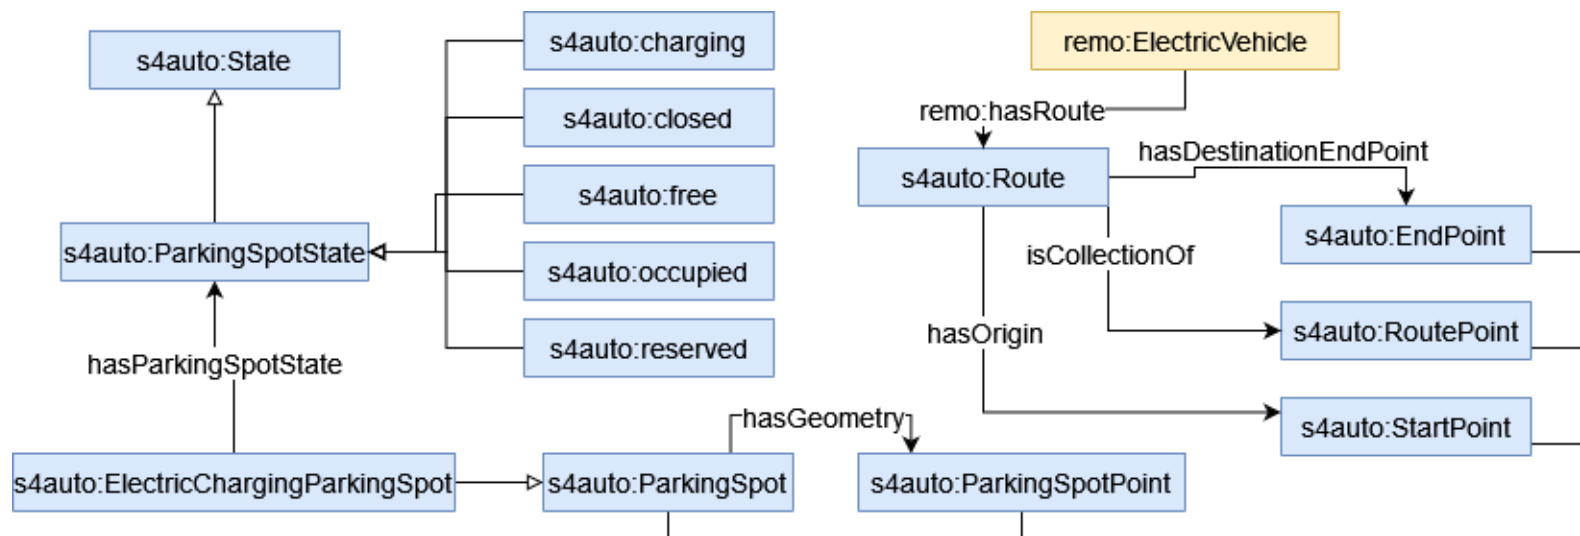 s4auto:State
s4auto:charging
s4auto:closed
s4auto:free
s4auto:ParkingSpotState
s4auto:occupied
s4auto:reserved
hasParkingSpotState
s4auto:ElectricChargingParkingSpot
s4auto:ParkingSpot
hasGeometry
s4auto:ParkingSpotPoint
remo:ElectricVehicle
remo:hasRoute
s4auto:Route
hasDestinationEndPoint
s4auto:EndPoint
isCollectionOf
s4auto:RoutePoint
hasOrigin
s4auto:StartPoint